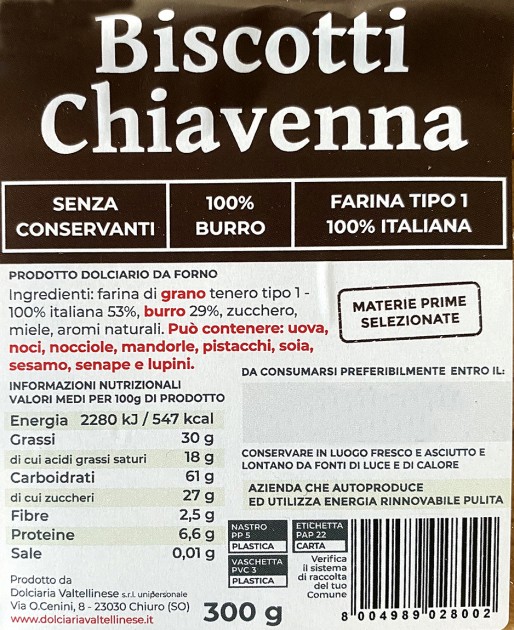 Biscotti
Chiavenna
SENZA
CONSERVANTI
100%
BURRO
FARINA TIPO 1
100% ITALIANA
PRODOTTO DOLCIARIO DA FORNO
Ingredienti: farina di grano tenero tipo 1 -
100% italiana 53%, burro 29%, zucchero,
miele, aromi naturali. Può contenere: uova,
noci, nocciole, mandorle, pistacchi, soia,
sesamo, senape e lupini.
MATERIE PRIME
SELEZIONATE
DA CONSUMARSI PREFERIBILMENTE ENTRO IL:
INFORMAZIONI NUTRIZIONALI
VALORI MEDI PER 100g DI PRODOTTO
Energia 2280 kJ / 547 kcal
Grassi 30 g
di cui acidi grassi saturi 18 g
Carboidrati 61 g
di cui zuccheri 27 g
Fibre 2,5 g
Proteine 6,6 g
Sale 0,01 g
CONSERVARE IN LUOGO FRESCO E ASCIUTTO E
LONTANO DA FONTI DI LUCE E DI CALORE
AZIENDA CHE AUTOPRODUCE
ED UTILIZZA ENERGIA RINNOVABILE PULITA
NASTRO
PP 5
PLASTICA
ETICHETTA
PAP 22
CARTA
VASCHETTA
PVC 3
PLASTICA
Verifica
il sistema
di raccolta
del tuo
Comune
Prodotto da
Dolciaria Valtellinese s.r.l. unipersonale
Via O.Cenini, 8 - 23030 Chiuro (SO)
www.dolciariavaltellinese.it
300 g
8 004989 028002